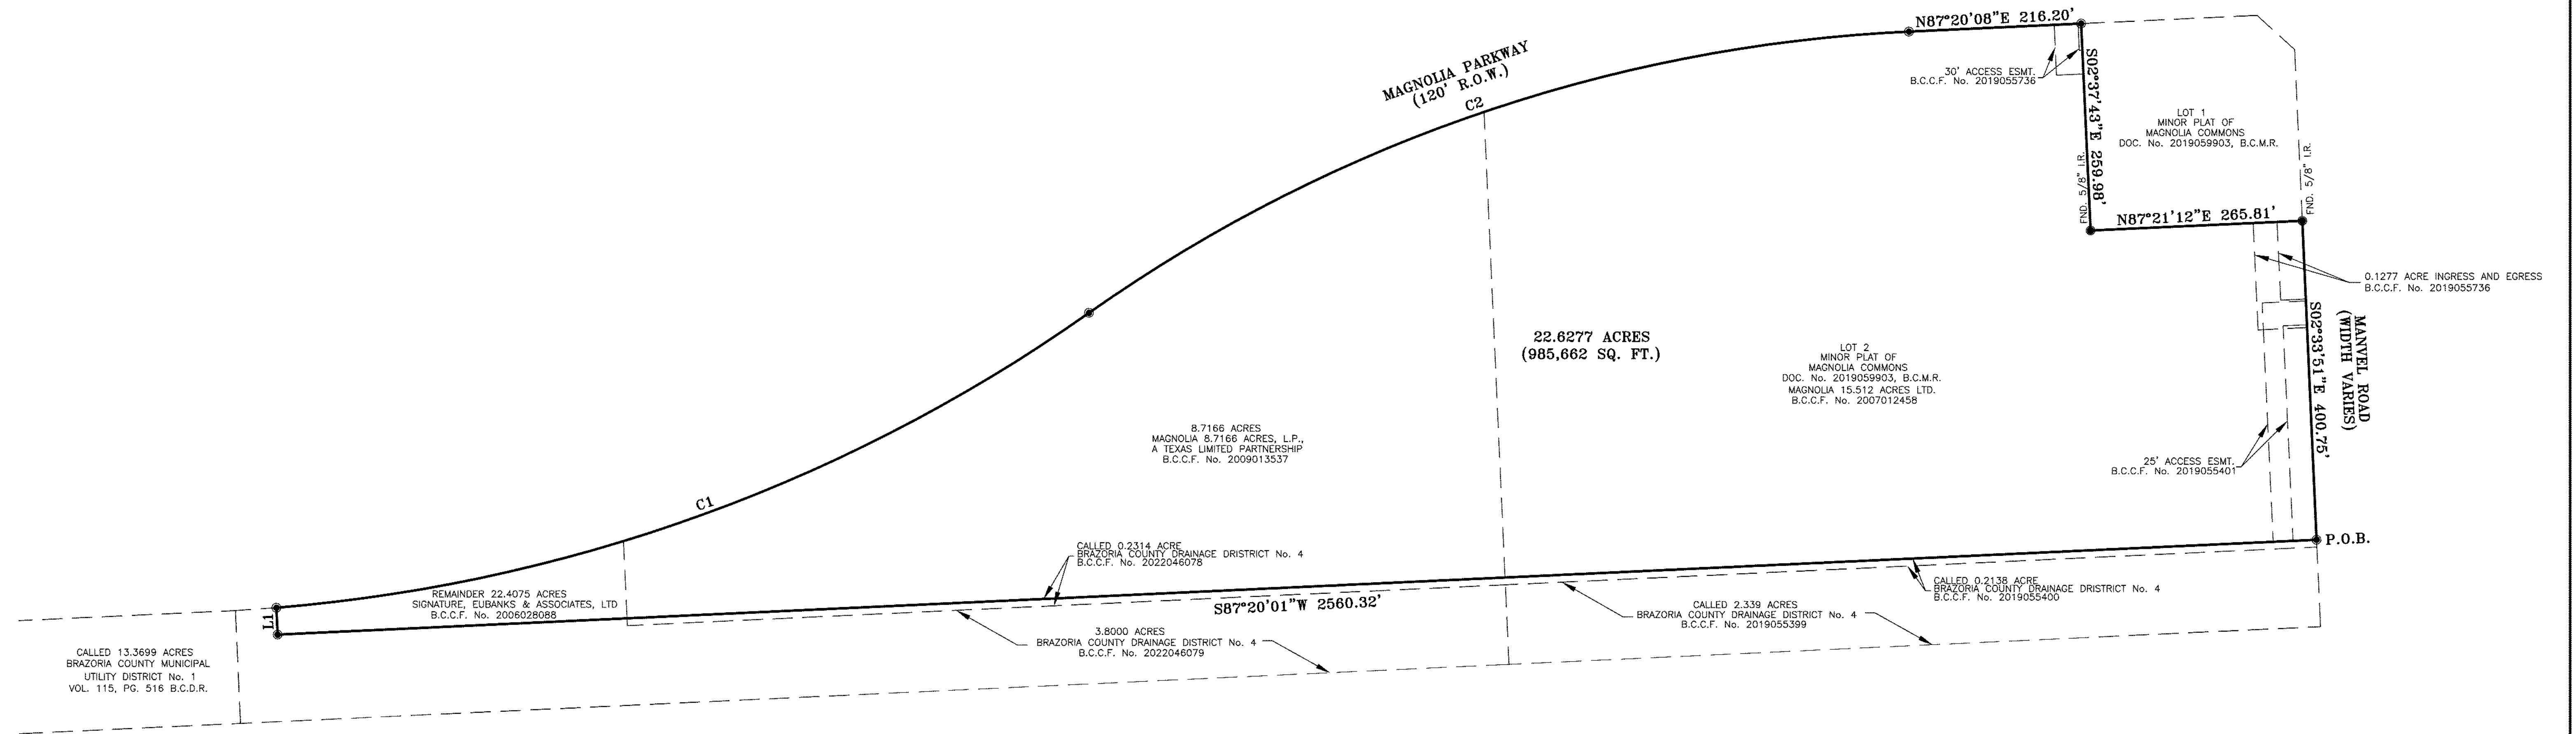 N87°20'08"E 216.20'
MAGNOLIA PARKWAY
(120' R.O.W.)
C2
30' ACCESS ESMT.
B.C.C.F. No. 2019055736
S02°37'43"E 259.98'
FND. 5/8" I.R.
LOT 1
MINOR PLAT OF
MAGNOLIA COMMONS
DOC. No. 2019059903, B.C.M.R.
FND. 5/8" I.R.
N87°21'12"E 265.81'
0.1277 ACRE INGRESS AND EGRESS
B.C.C.F. No. 2019055736
S02°33'51"E 400.75'
MANVEL ROAD
(WIDTH VARIES)
22.6277 ACRES
(985,662 SQ. FT.)
LOT 2
MINOR PLAT OF
MAGNOLIA COMMONS
DOC. No. 2019059903, B.C.M.R.
MAGNOLIA 15.512 ACRES LTD.
B.C.C.F. No. 2007012458
8.7166 ACRES
MAGNOLIA 8.7166 ACRES, L.P.,
A TEXAS LIMITED PARTNERSHIP
B.C.C.F. No. 2009013537
25' ACCESS ESMT.
B.C.C.F. No. 2019055401
C1
P.O.B.
CALLED 0.2314 ACRE
BRAZORIA COUNTY DRAINAGE DRISTRICT No. 4
B.C.C.F. No. 2022046078
CALLED 0.2138 ACRE
BRAZORIA COUNTY DRAINAGE DRISTRICT No. 4
B.C.C.F. No. 2019055400
REMAINDER 22.4075 ACRES
SIGNATURE, EUBANKS & ASSOCIATES, LTD
B.C.C.F. No. 2006028088
L1
S87°20'01"W 2560.32'
CALLED 2.339 ACRES
BRAZORIA COUNTY DRAINAGE DISTRICT No. 4
B.C.C.F. No. 2019055399
3.8000 ACRES
BRAZORIA COUNTY DRAINAGE DISTRICT No. 4
B.C.C.F. No. 2022046079
CALLED 13.3699 ACRES
BRAZORIA COUNTY MUNICIPAL
UTILITY DISTRICT No. 1
VOL. 115, PG. 516 B.C.D.R.